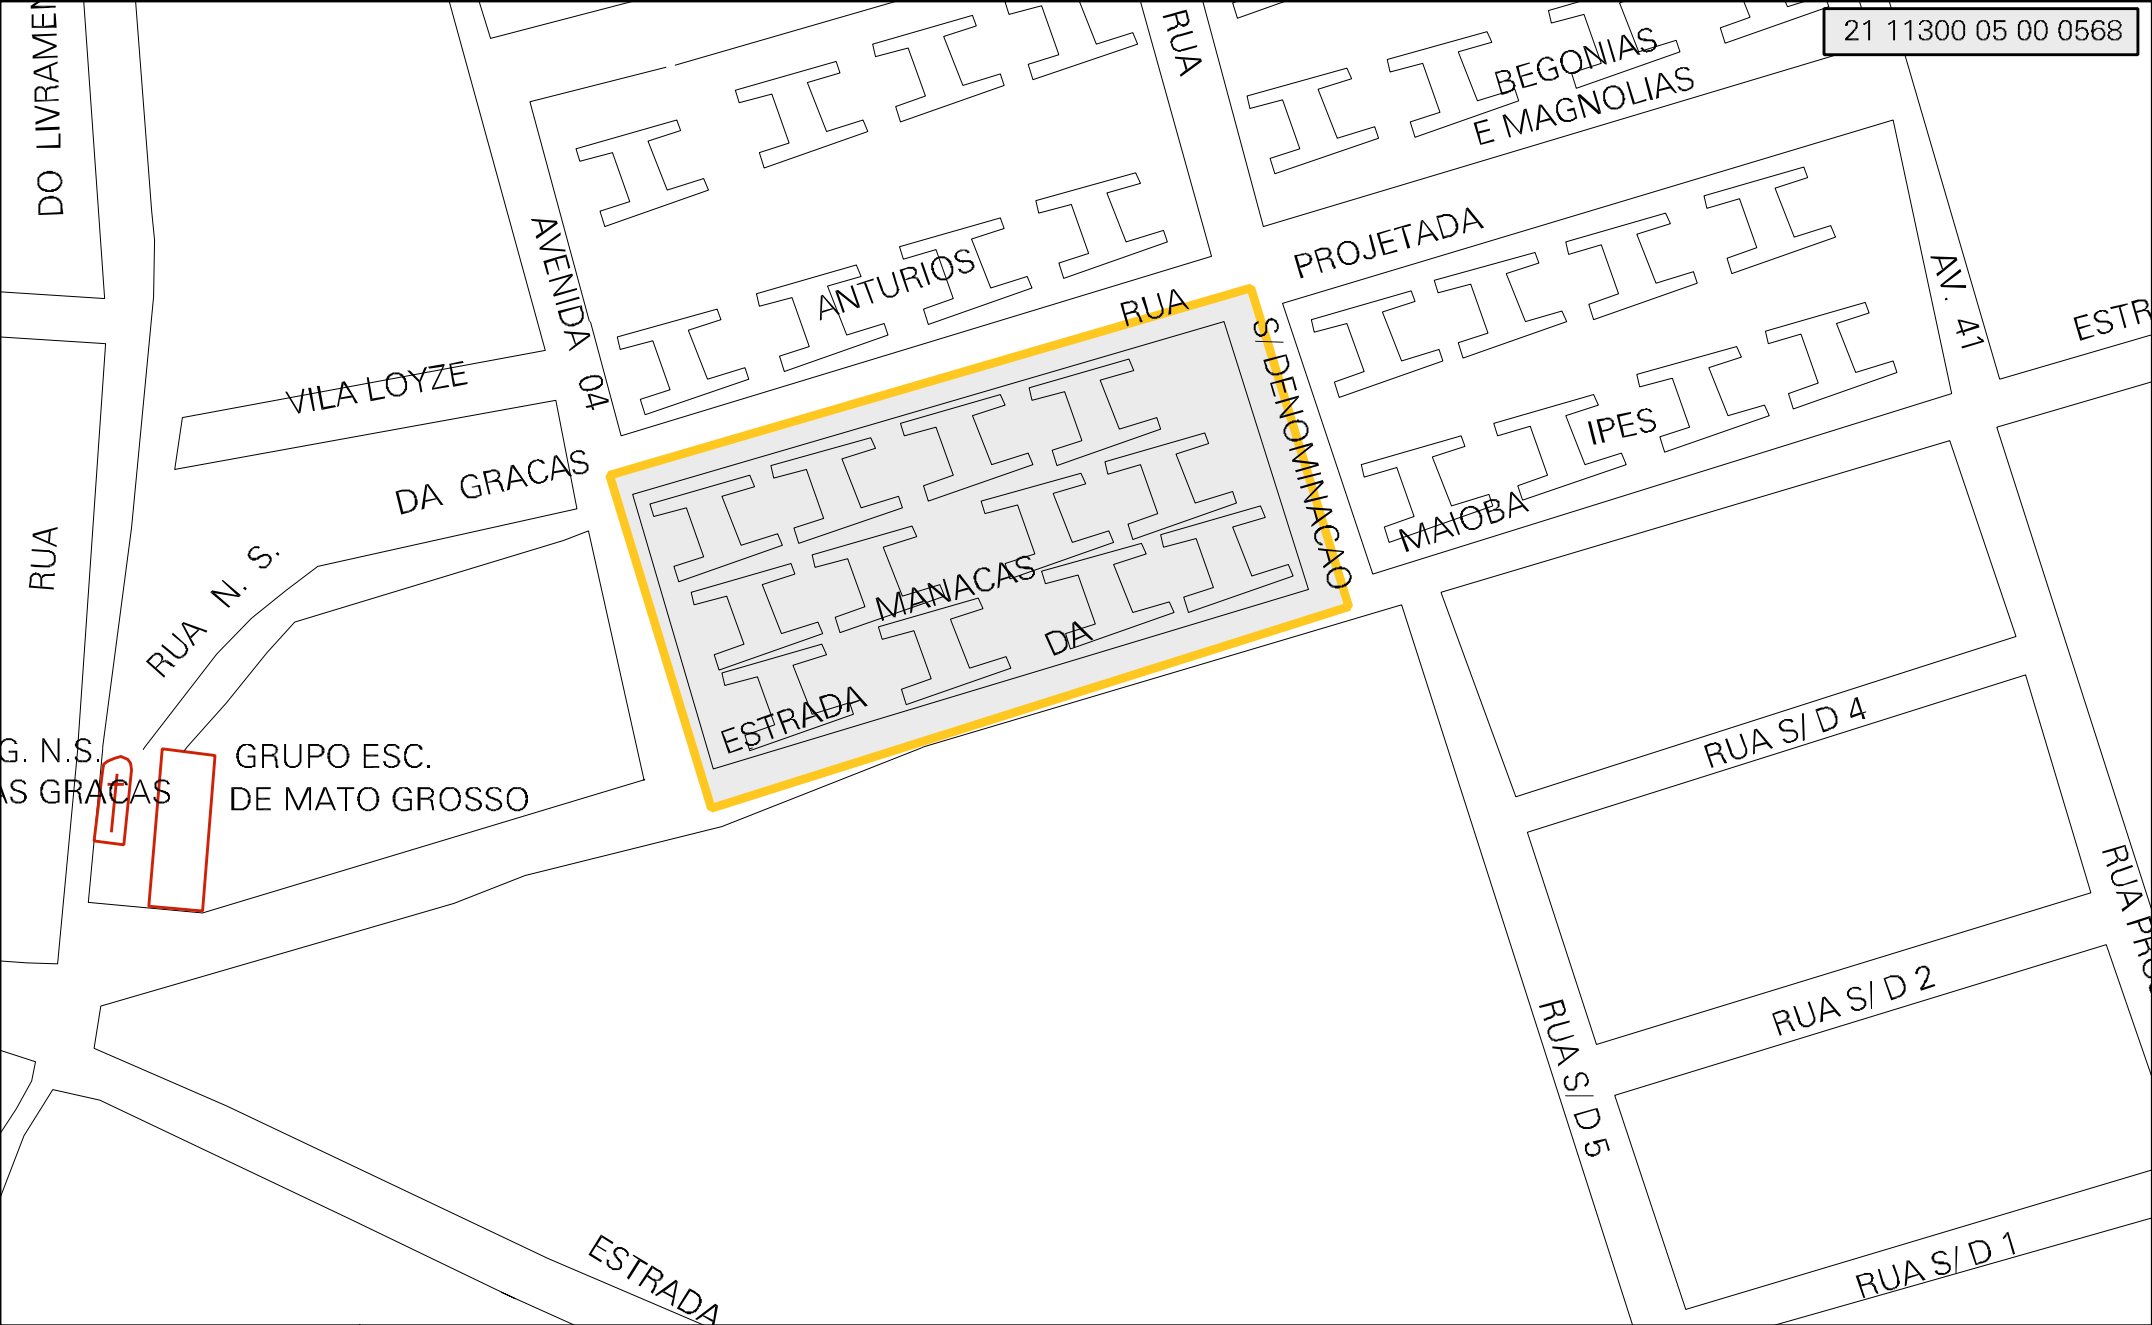 21 11300 05 00 0568
DO LIVRAMEN
RUA
BEGONIAS
E MAGNOLIAS
AVENIDA 04
ANTURIOS
PROJETADA
RUA
AV. 41
ESTR
VILA LOYZE
S/ DENOMINACAO
IPES
DA GRACAS
MAIOBA
RUA
RUA N. S.
MANACAS
DA
ESTRADA
RUA S/ D 4
G. N.S.
AS GRACAS
GRUPO ESC.
DE MATO GROSSO
RUA PROJ
RUA S/ D 2
RUA S/ D 5
ESTRADA
RUA S/ D 1